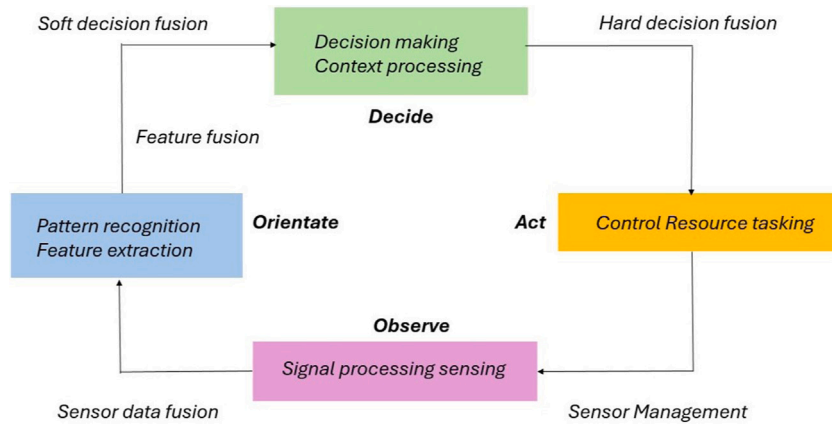 Soft decision fusion
Decision making
Context processing
Hard decision fusion
Decide
Feature fusion
Pattern recognition
Feature extraction
Orientate
Act
Control Resource tasking
Observe
Signal processing sensing
Sensor data fusion
Sensor Management